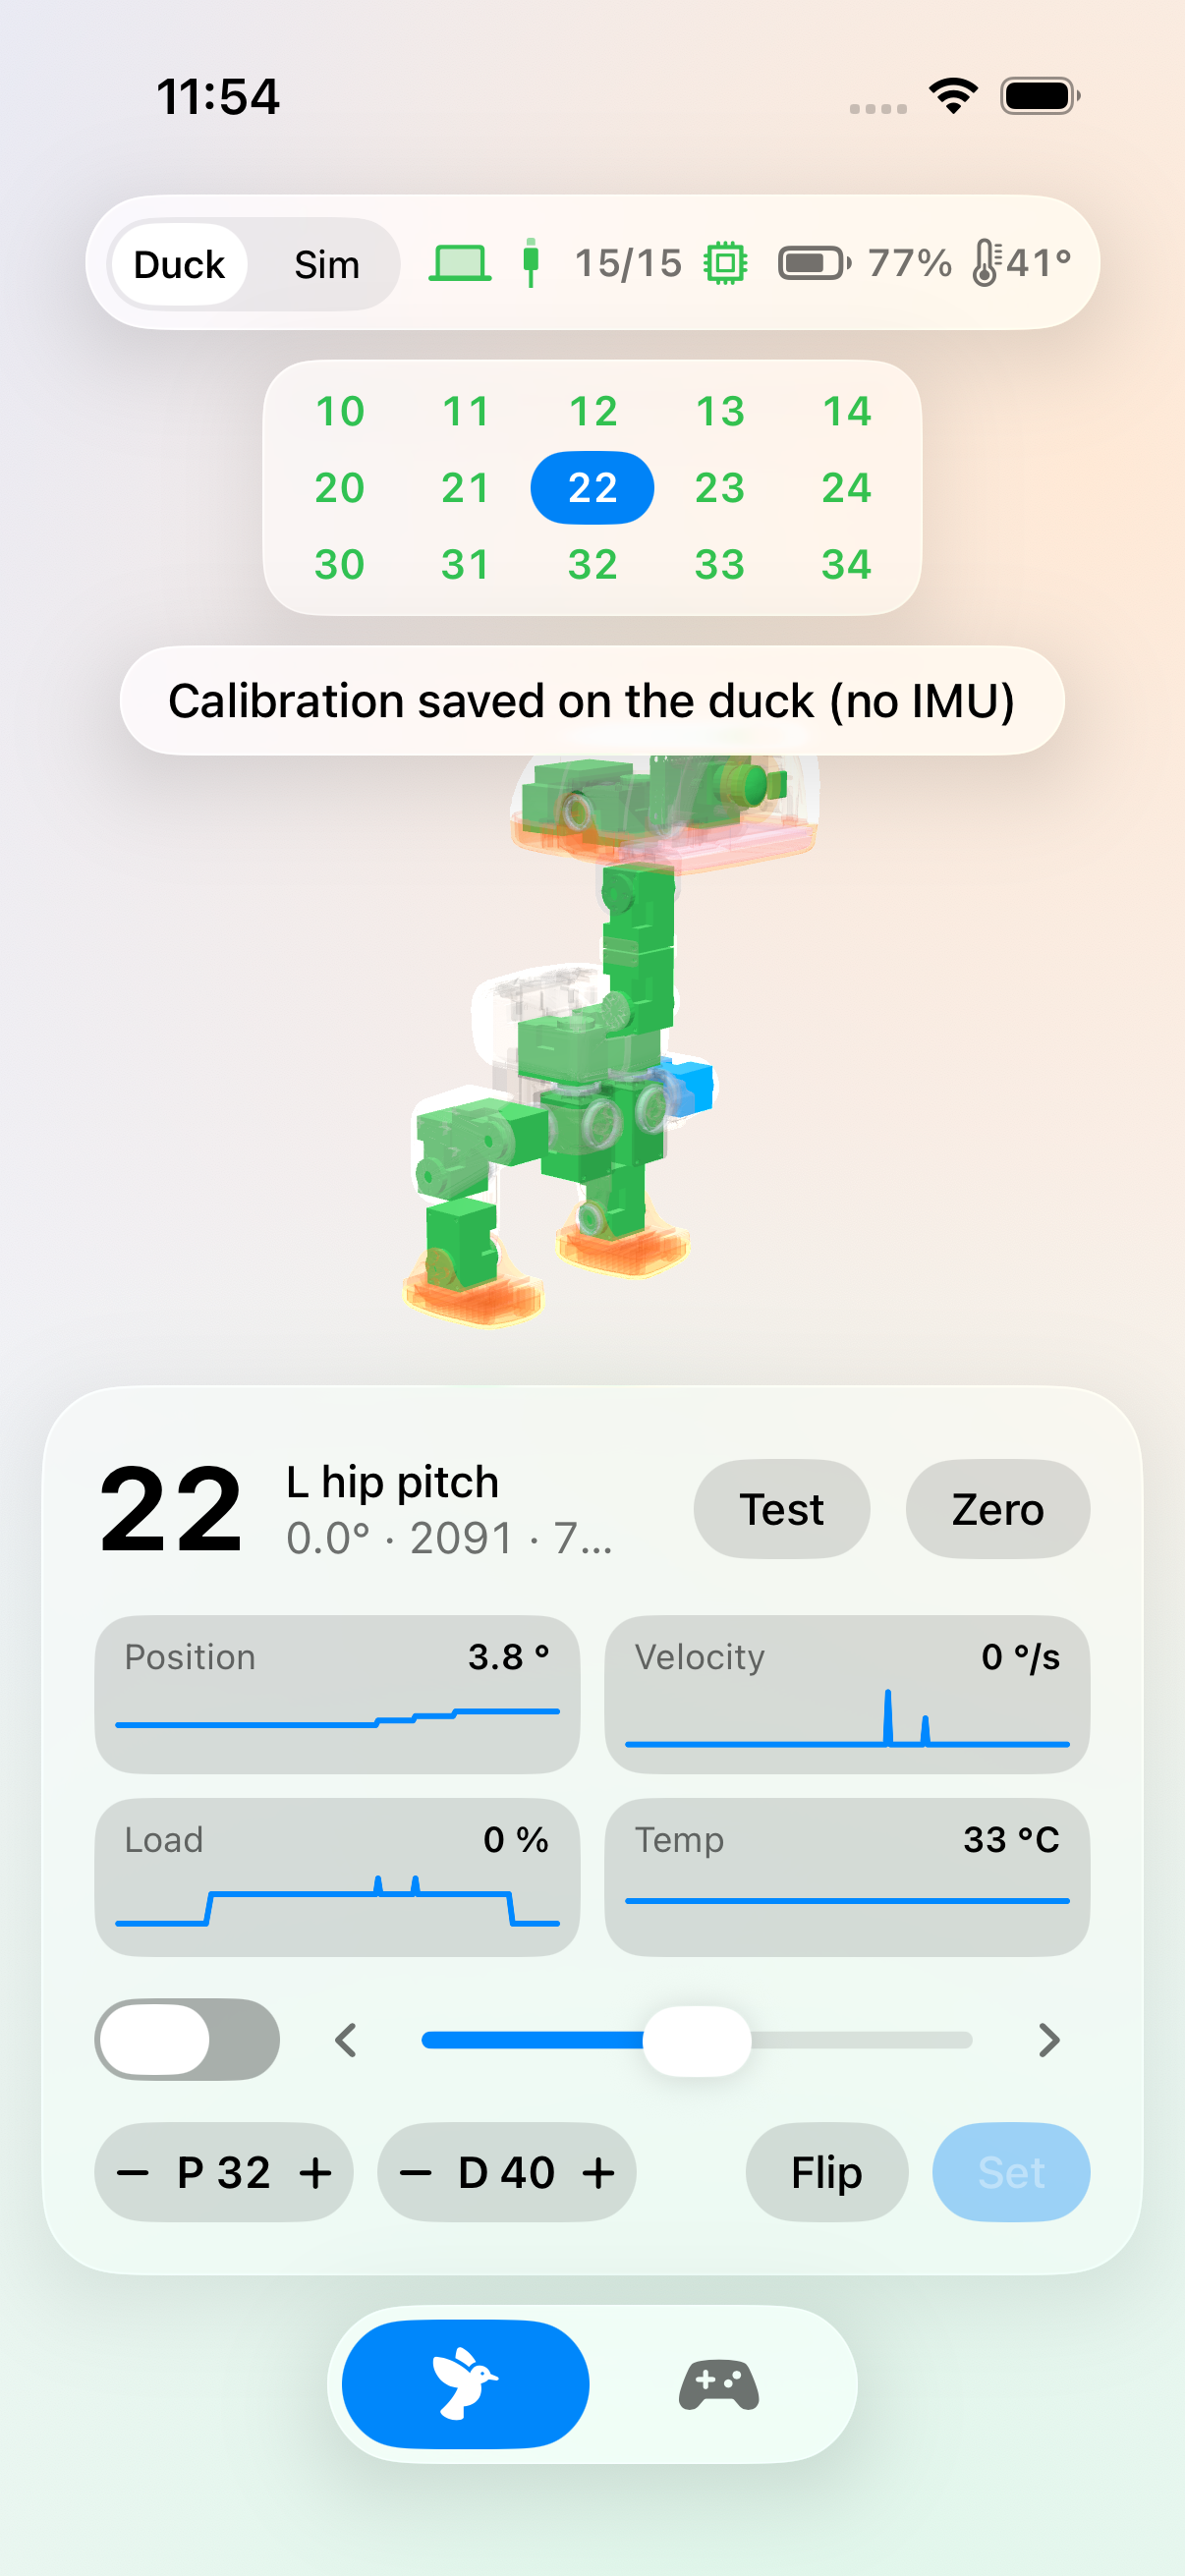 11:54
Duck Sim 15/15 77% 41°
10 11 12 13 14
20 21 22 23 24
30 31 32 33 34
Calibration saved on the duck (no IMU)
22
L hip pitch
0.0° · 2091 · 7...
Test Zero
Position 3.8 °
Velocity 0 °/s
Load 0 %
Temp 33 °C
− P 32 + − D 40 + Flip Set